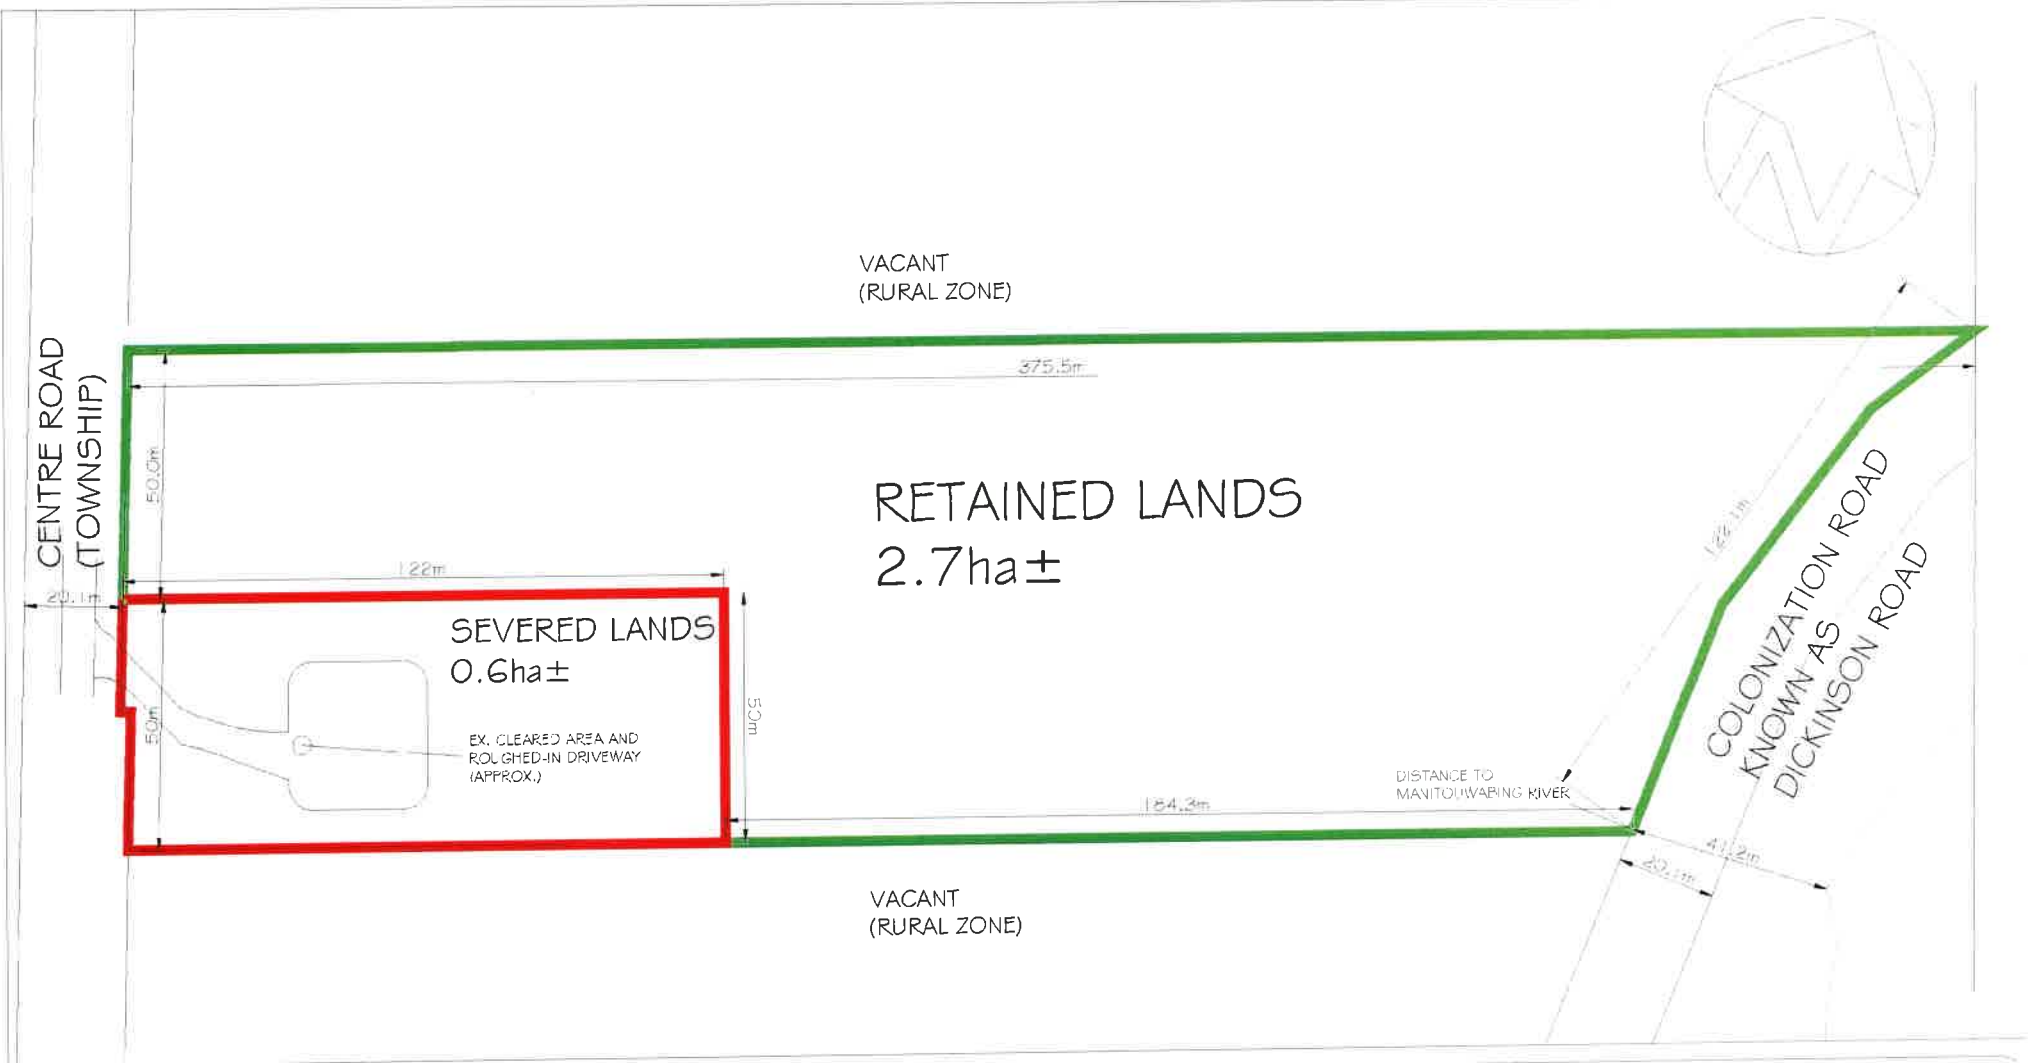 N
VACANT
(RURAL ZONE)
CENTRE ROAD
(TOWNSHIP)
375.5m
50.0m
RETAINED LANDS
2.7ha±
122m
20.1m
SEVERED LANDS
0.6ha±
50m
50m
EX. CLEARED AREA AND
ROUGHED-IN DRIVEWAY
(APPROX.)
122.1m
COLONIZATION ROAD
KNOWN AS
DICKINSON ROAD
DISTANCE TO
MANITOUWABING RIVER
184.3m
41.2m
20.1m
VACANT
(RURAL ZONE)